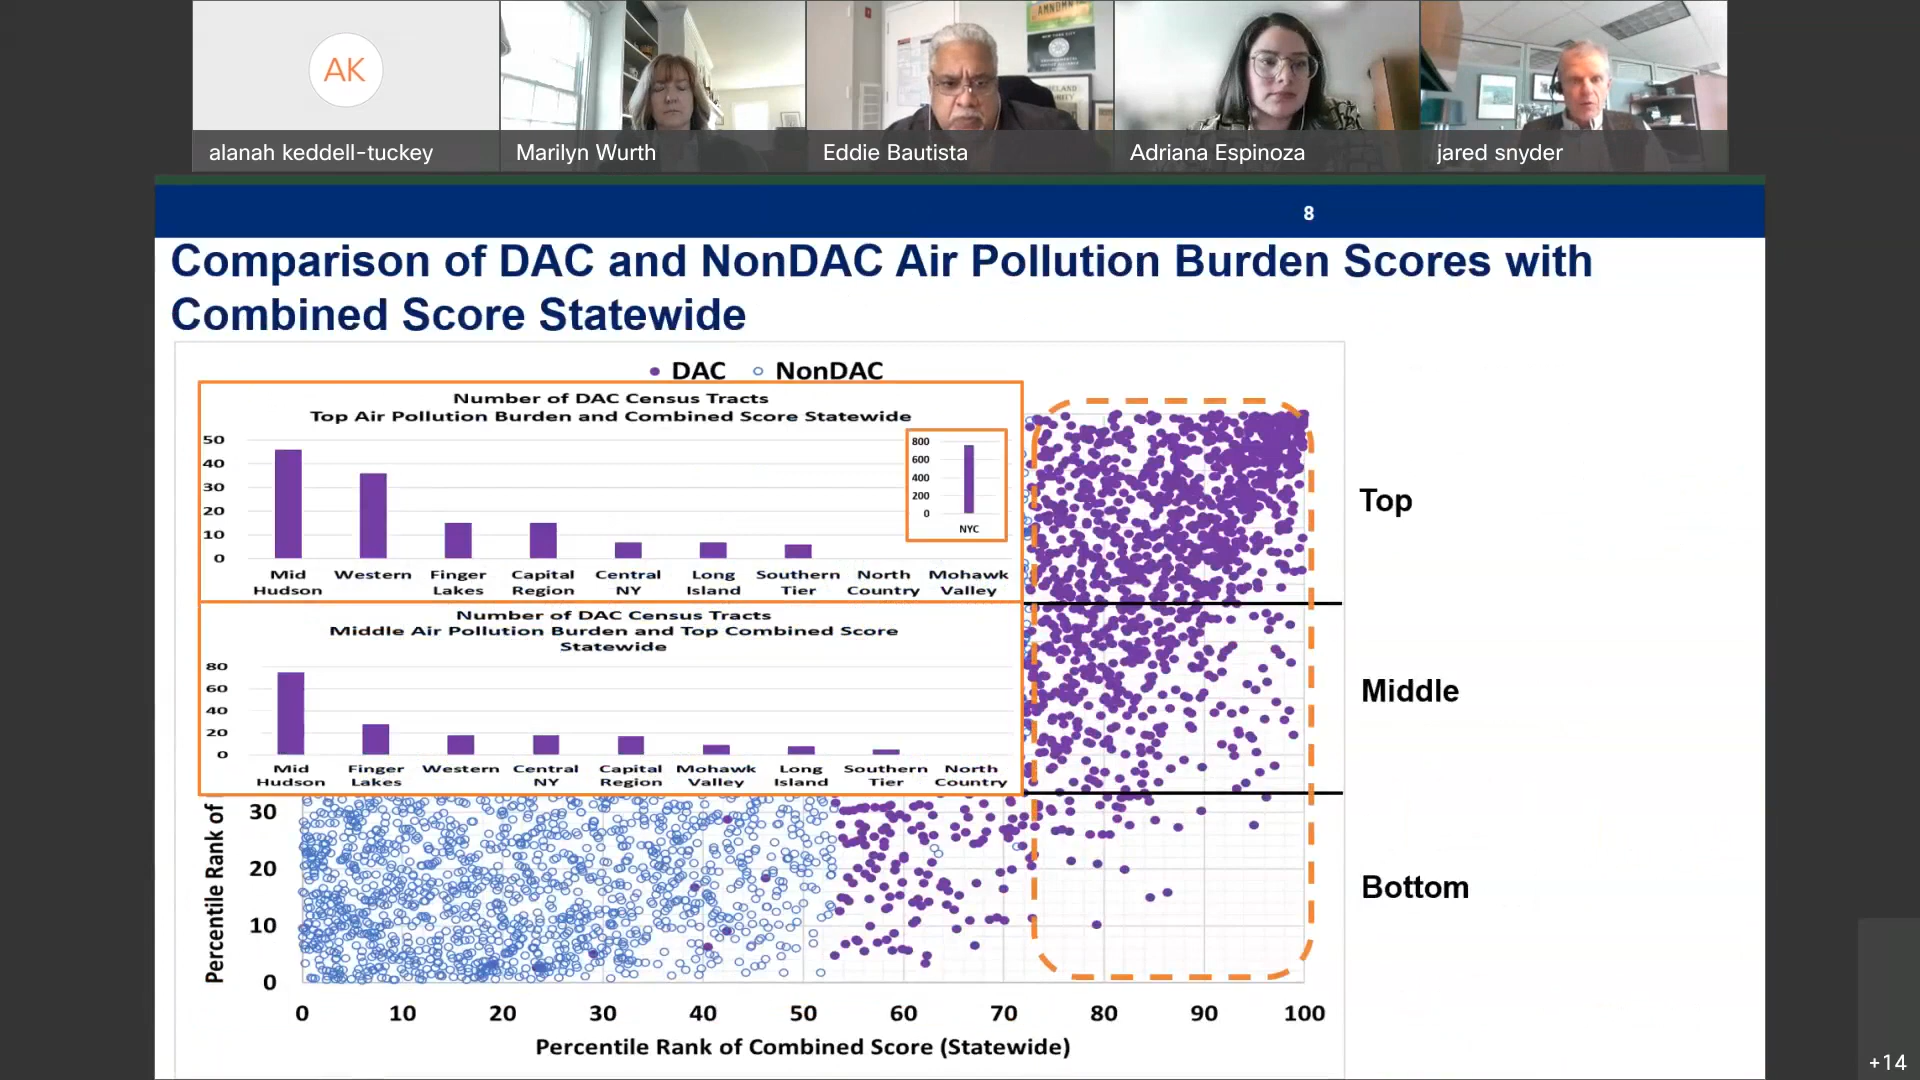 AK
alanah keddell-tuckey
Marilyn Wurth
Eddie Bautista
Adriana Espinoza
jared snyder
8
Comparison of DAC and NonDAC Air Pollution Burden Scores with
Combined Score Statewide
DAC NonDAC
Number of DAC Census Tracts
Top Air Pollution Burden and Combined Score Statewide
50
40
30
20
10
0
Mid Hudson
Western
Finger Lakes
Capital Region
Central NY
Long Island
Southern Tier
North Country
Mohawk Valley
800
600
400
200
0
NYC
Number of DAC Census Tracts
Middle Air Pollution Burden and Top Combined Score
Statewide
80
60
40
20
0
Mid Hudson
Finger Lakes
Western
Central NY
Capital Region
Mohawk Valley
Long Island
Southern Tier
North Country
Top
Middle
Bottom
Percentile Rank of
30
20
10
0
0 10 20 30 40 50 60 70 80 90 100
Percentile Rank of Combined Score (Statewide)
+14